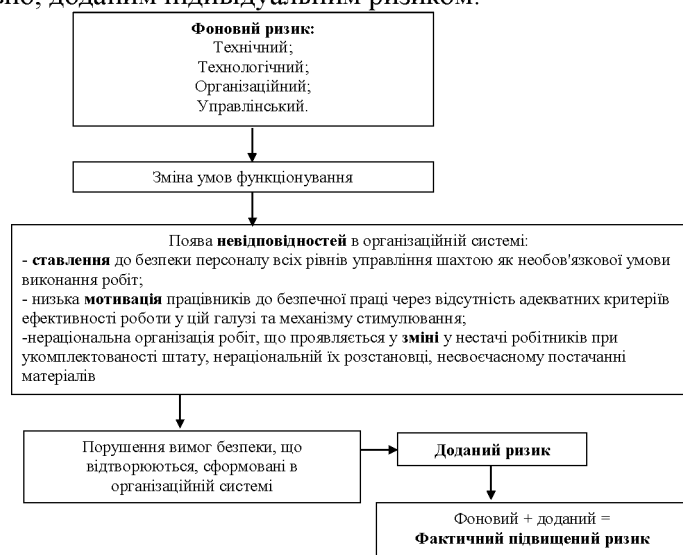 доданим індивідуальним ризиком.
Фоновий ризик:
Технічний;
Технологічний;
Організаційний;
Управлінський.
Зміна умов функціонування
Поява невідповідностей в організаційній системі:
- ставлення до безпеки персоналу всіх рівнів управління шахтою як необов'язкової умови
виконання робіт;
- низька мотивація працівників до безпечної праці через відсутність адекватних критеріїв
ефективності роботи у цій галузі та механізму стимулювання;
-нераціональна організація робіт, що проявляється у зміні у нестачі робітників при
укомплектованості штату, нераціональній їх розстановці, несвоєчасному постачанні
матеріалів
Порушення вимог безпеки, що
відтворюються, сформовані в
організаційній системі
Доданий ризик
Фоновий + доданий =
Фактичний підвищений ризик